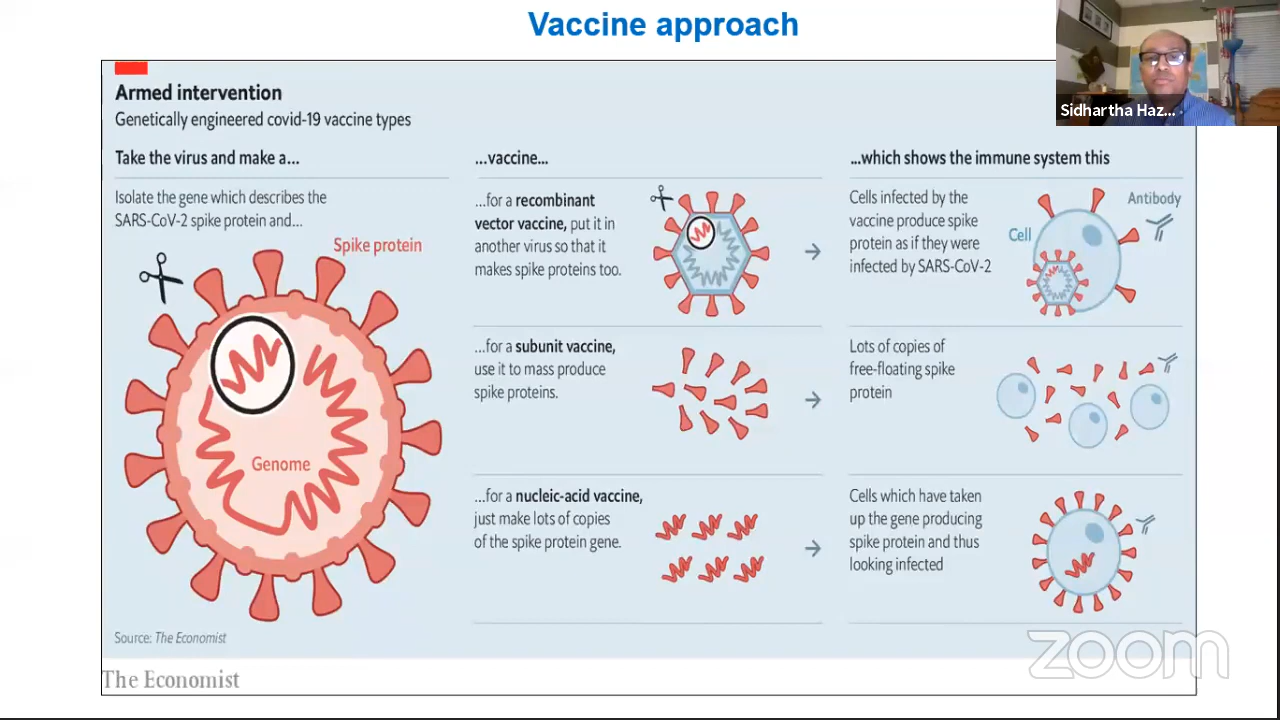 Vaccine approach
Sidhartha Haz...
Armed intervention
Genetically engineered covid-19 vaccine types
Take the virus and make a...
Isolate the gene which describes the
SARS-CoV-2 spike protein and...
Spike protein
Genome
...vaccine...
...for a recombinant
vector vaccine, put it in
another virus so that it
makes spike proteins too.
...which shows the immune system this
Cells infected by the
vaccine produce spike
protein as if they were
infected by SARS-CoV-2
Cell
Antibody
...for a subunit vaccine,
use it to mass produce
spike proteins.
Lots of copies of
free-floating spike
protein
...for a nucleic-acid vaccine,
just make lots of copies
of the spike protein gene.
Cells which have taken
up the gene producing
spike protein and thus
looking infected
Source: The Economist
The Economist
zoom